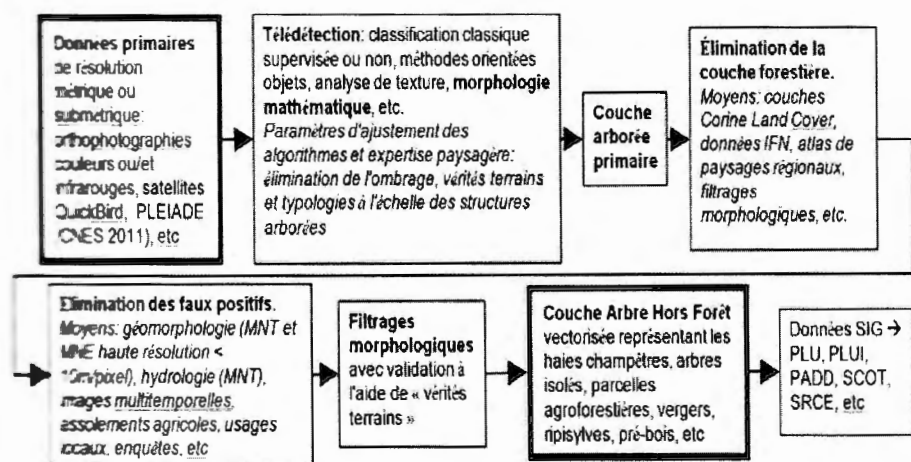 Données primaires
de résolution
métrique ou
submétrique:
orthophotographies
couleurs ou/et
infrarouges, satellites
QuickBird, PLEIADE
(CNES 2011), etc
Télédétection: classification classique
supervisée ou non, méthodes orientées
objets, analyse de texture, morphologie
mathématique, etc.
Paramètres d'ajustement des
algorithmes et expertise paysagère:
élimination de l'ombrage, vérités terrains
et typologies à l'échelle des structures
arborées
Couche
arborée
primaire
Élimination de la
couche forestière.
Moyens: couches
Corine Land Cover,
données IFN, atlas de
paysages régionaux,
filtrages
morphologiques, etc.
Elimination des faux positifs.
Moyens: géomorphologie (MNT et
MNE haute résolution <
10m/pixel), hydrologie (MNT),
images multitemporelles,
assolements agricoles, usages
locaux, enquêtes, etc
Filtrages
morphologiques
avec validation à
l'aide de « vérités
terrains »
Couche Arbre Hors Forêt
vectorisée représentant les
haies champêtres, arbres
isolés, parcelles
agroforestières, vergers,
ripisylves, pré-bois, etc
Données SIG →
PLU, PLUI,
PADD, SCOT,
SRCE, etc